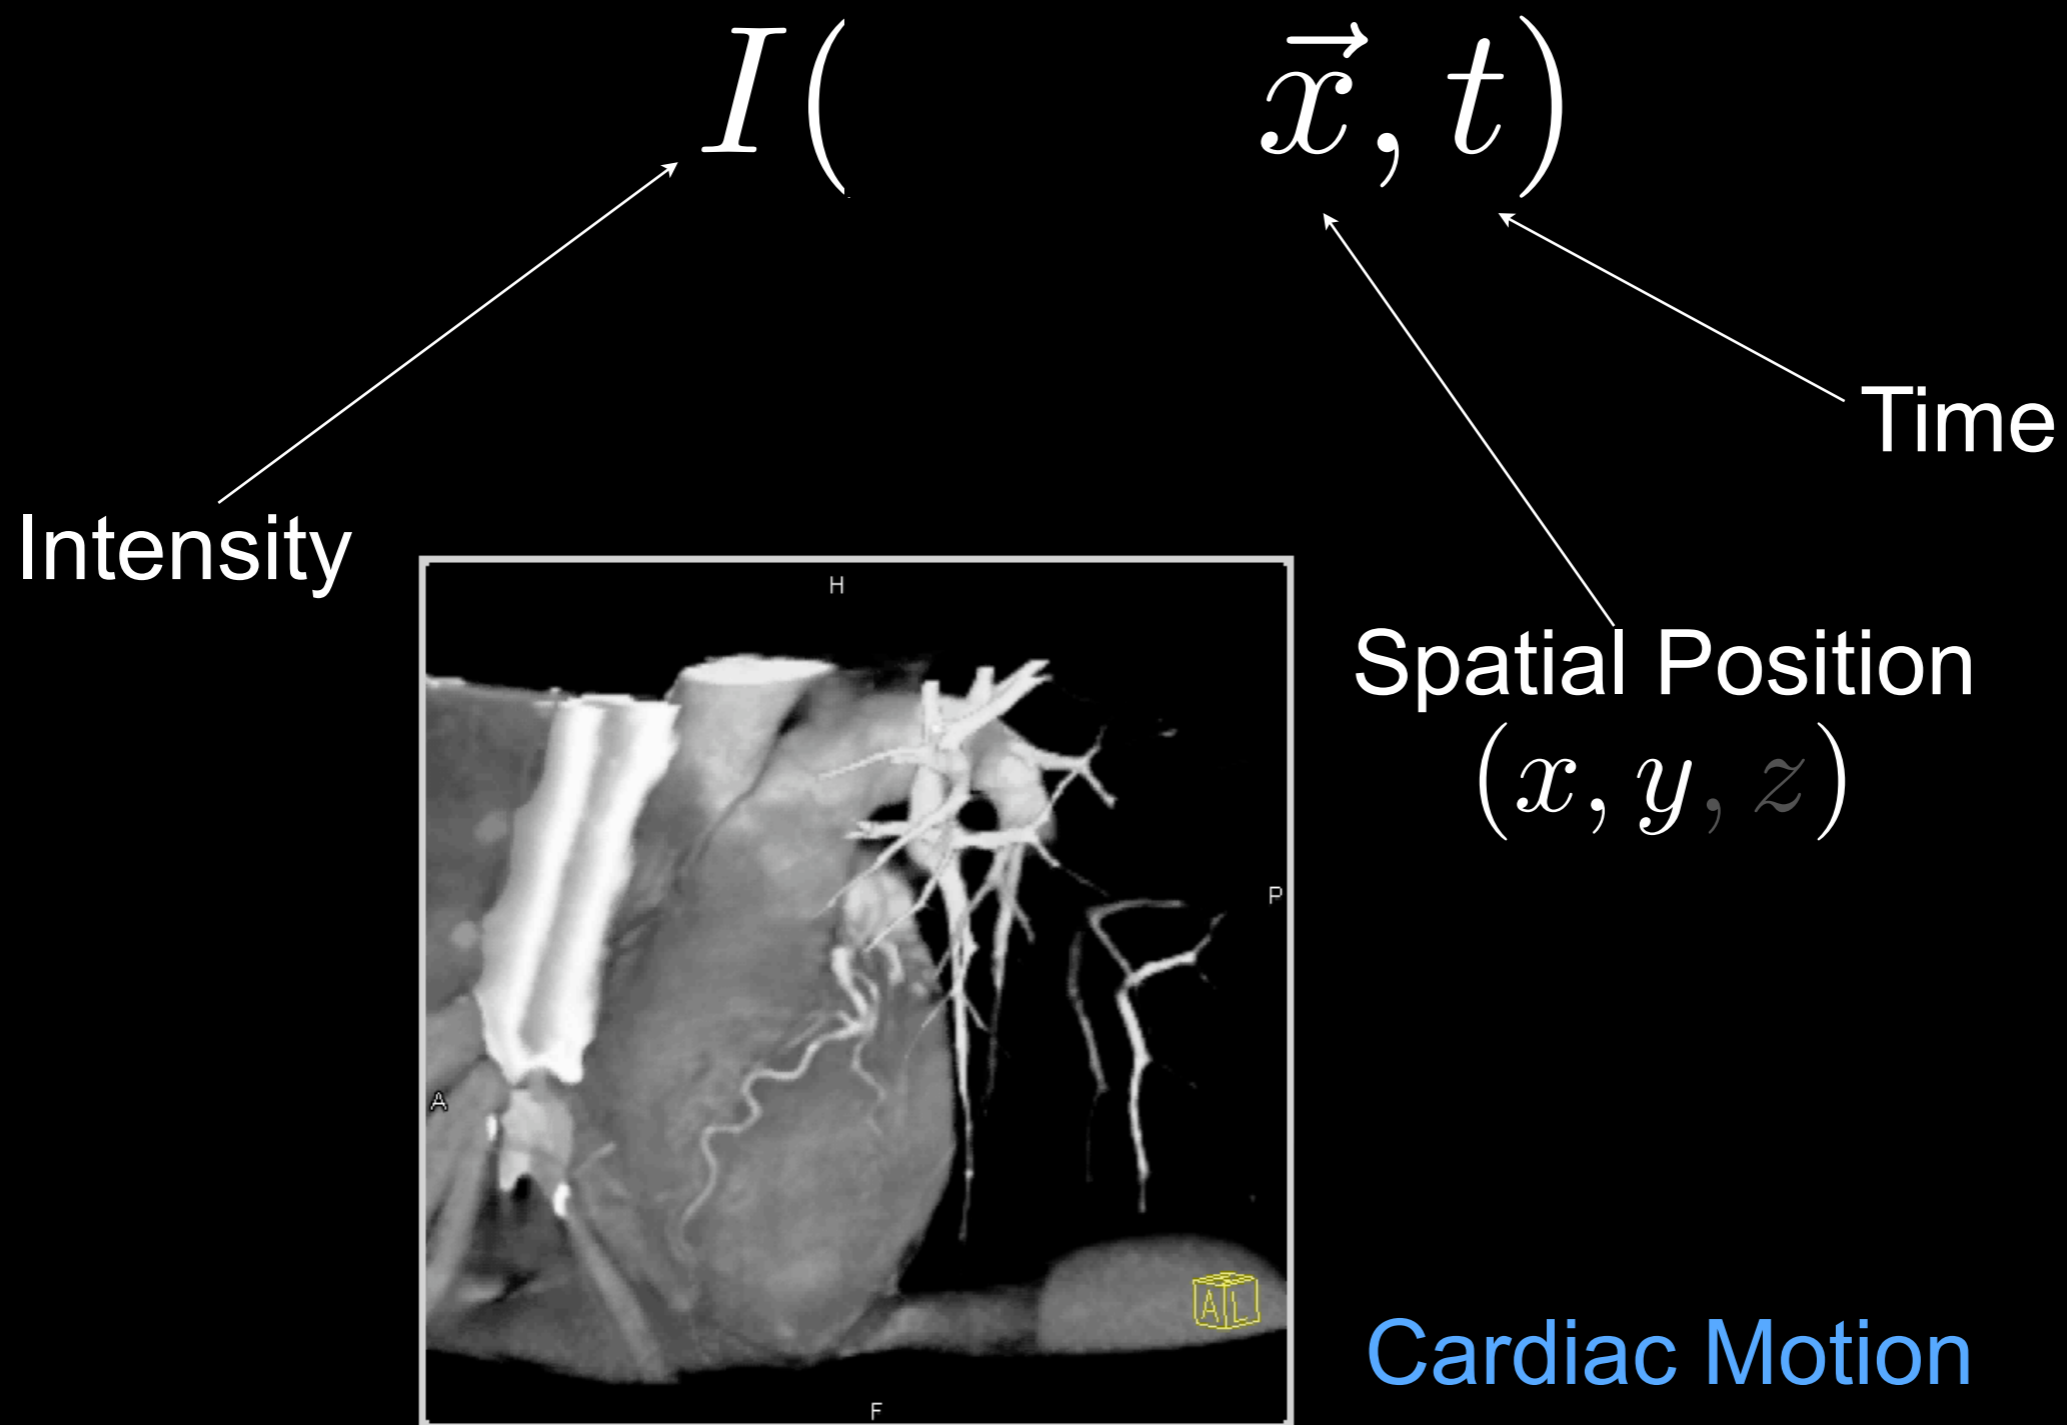 I( x⃗, t)
Time
Intensity
H
Spatial Position
(x, y, z)
P
A
A L
Cardiac Motion
F